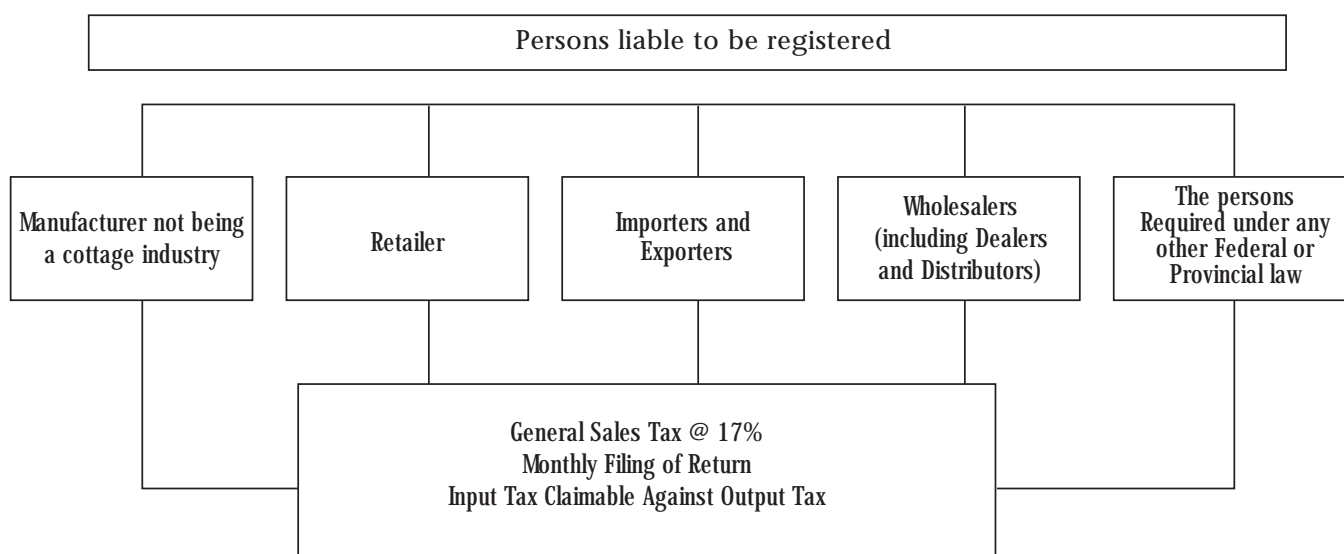 Persons liable to be registered
Manufacturer not being
a cottage industry
Retailer
Importers and
Exporters
Wholesalers
(including Dealers
and Distributors)
The persons
Required under any
other Federal or
Provincial law
General Sales Tax @ 17%
Monthly Filing of Return
Input Tax Claimable Against Output Tax